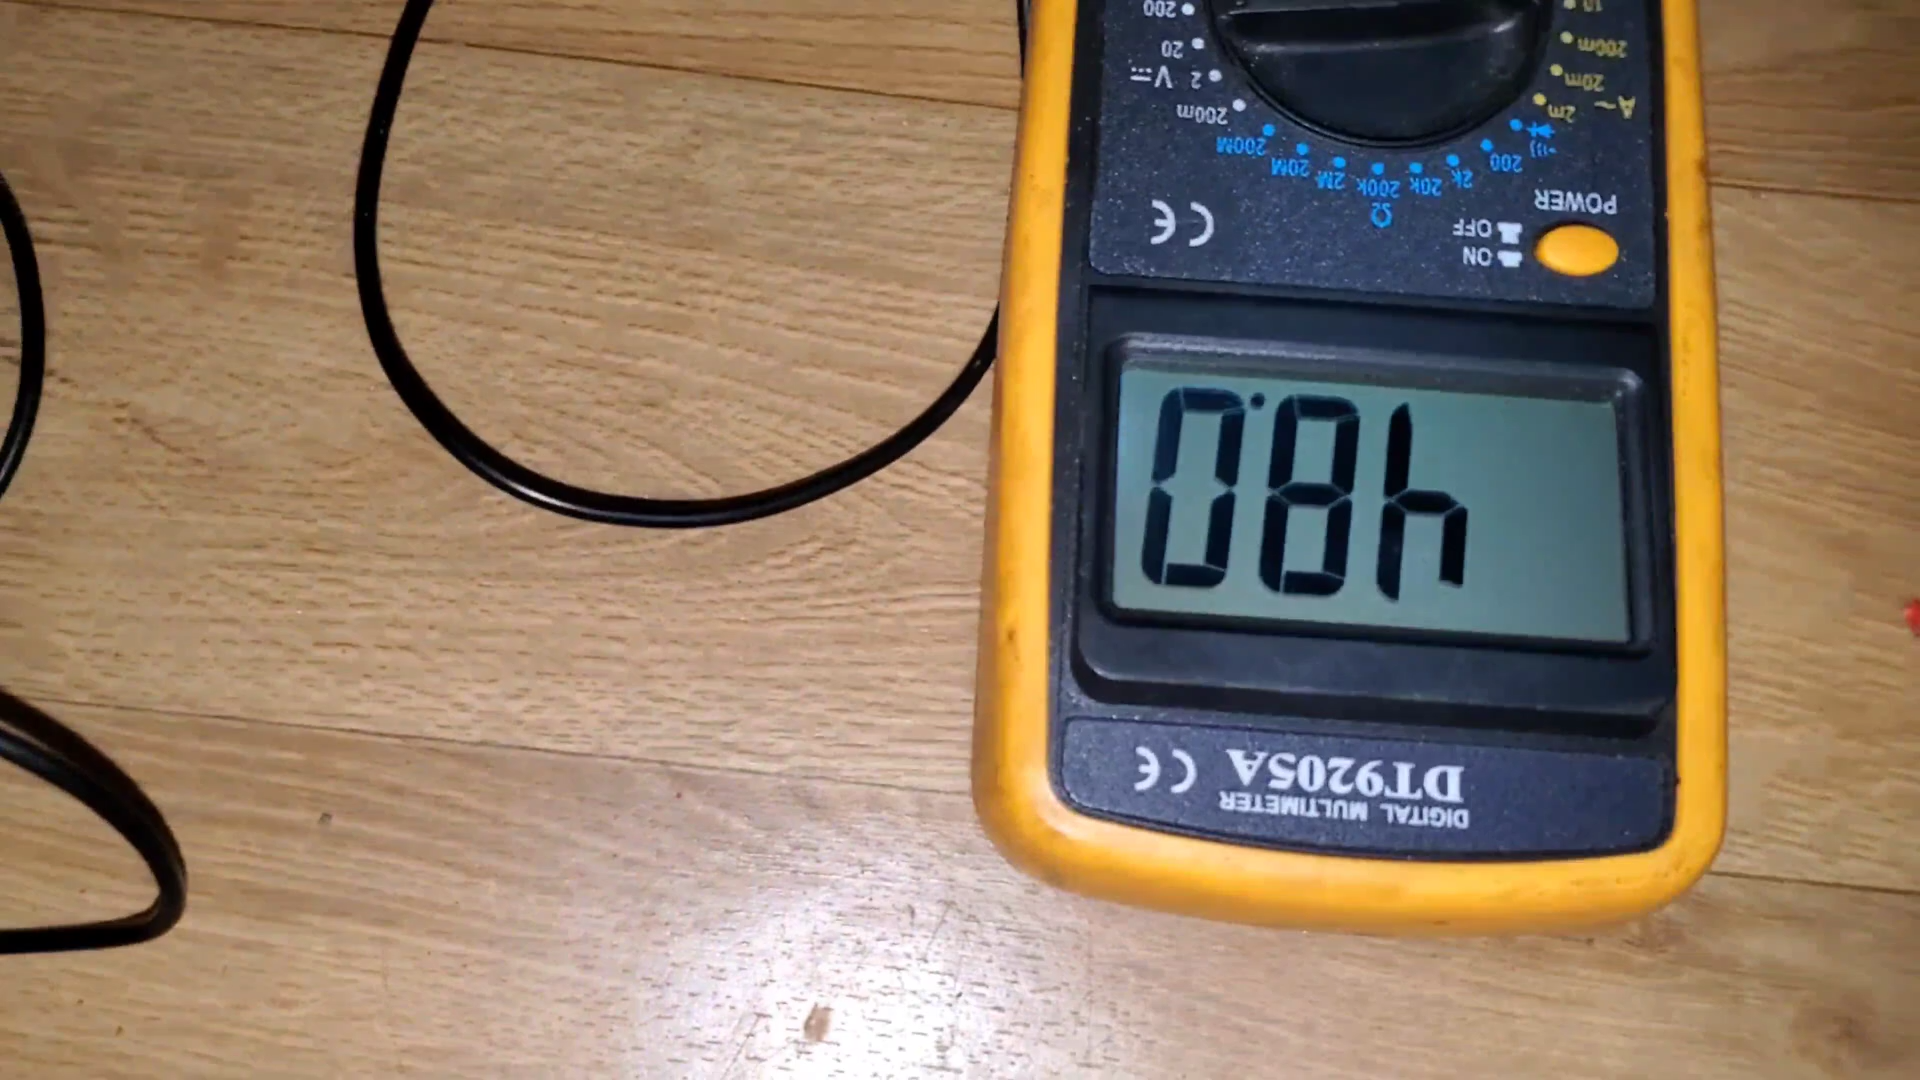 DIGITAL MULTIMETER
DT9205A CE
48.0
ON
OFF
CE
POWER
Ω
200 2k 20k 200k 2M 20M 200M
A~
2m
20m
200m
10
200m
2 V⎓
20
200